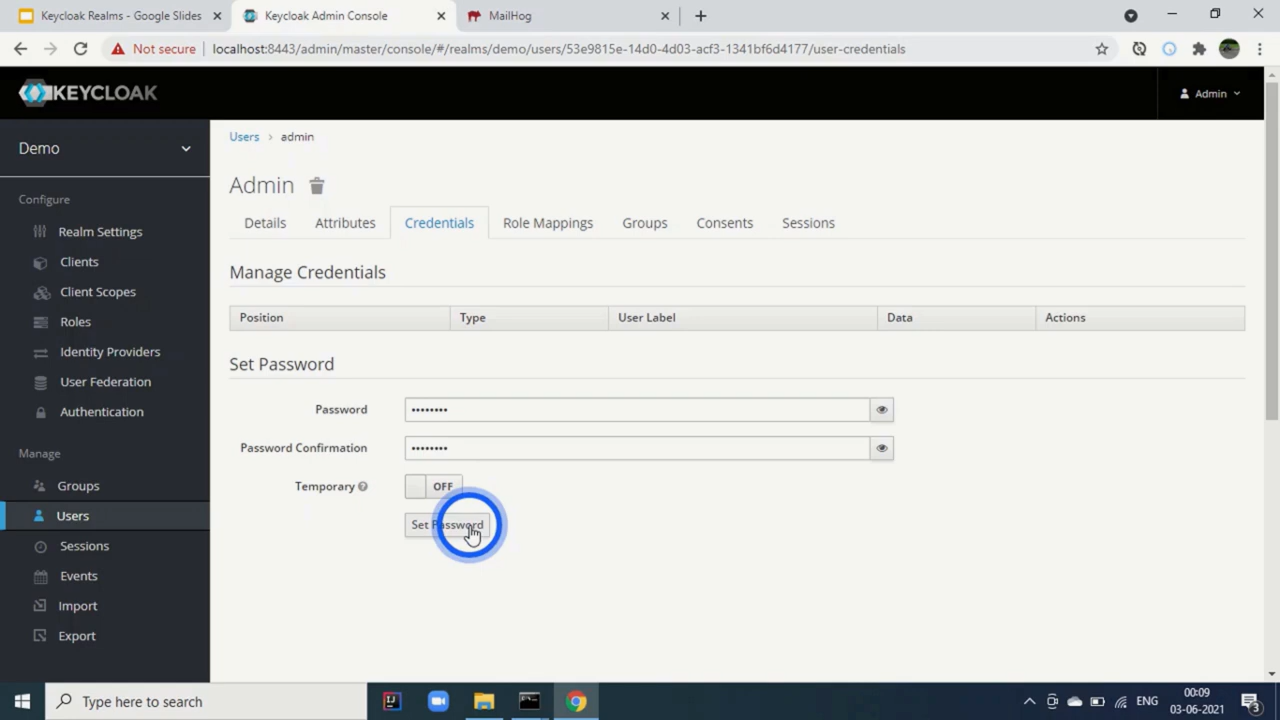 Keycloak Realms - Google Slides
Keycloak Admin Console
MailHog
Not secure
localhost:8443/admin/master/console/#/realms/demo/users/53e9815e-14d0-4d03-acf3-1341bf6d4177/user-credentials
KEYCLOAK
Admin
Demo
Users > admin
Admin
Configure
Details Attributes Credentials Role Mappings Groups Consents Sessions
Realm Settings
Clients
Client Scopes
Roles
Identity Providers
User Federation
Authentication
Manage
Groups
Users
Sessions
Events
Import
Export
Manage Credentials
Position Type User Label Data Actions
Set Password
Password ••••••••
Password Confirmation ••••••••
Temporary OFF
Set Password
Type here to search
ENG
00:09
03-06-2021
3